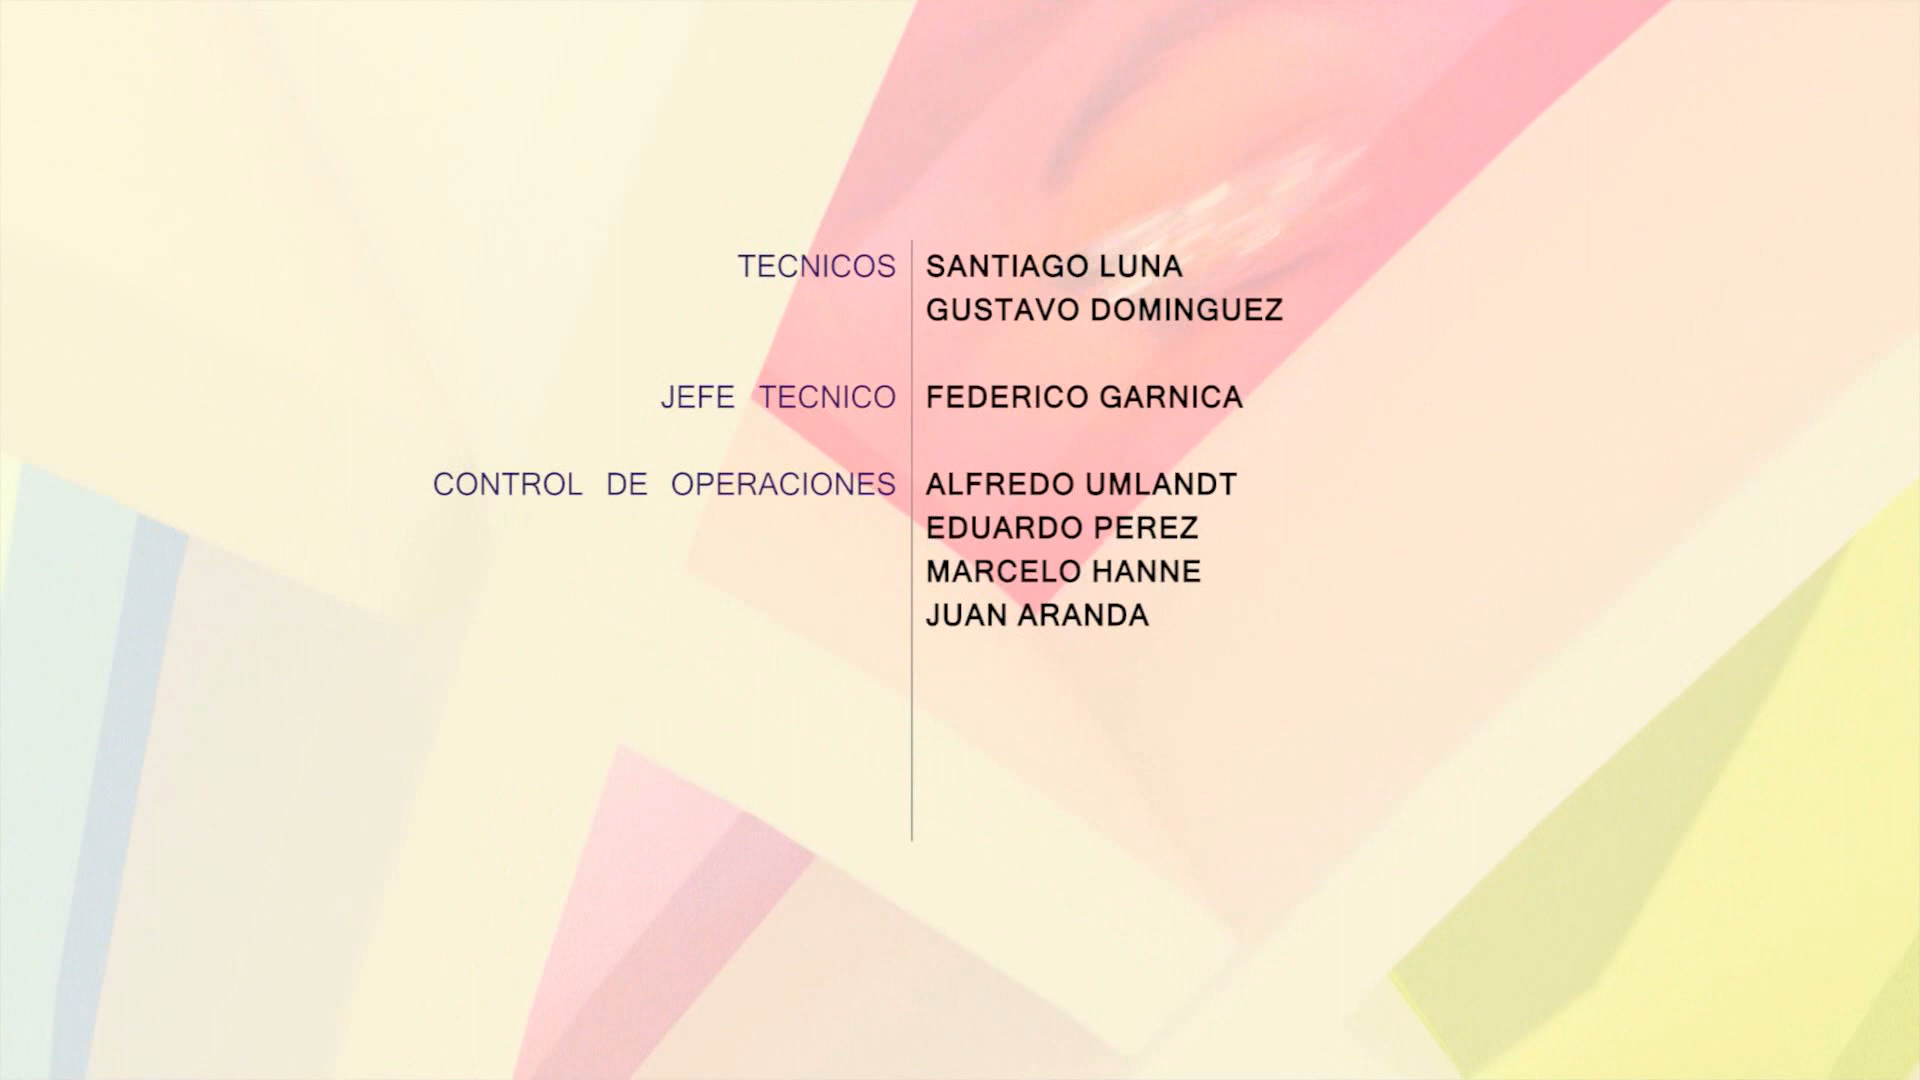 TECNICOS SANTIAGO LUNA
GUSTAVO DOMINGUEZ
JEFE TECNICO FEDERICO GARNICA
CONTROL DE OPERACIONES ALFREDO UMLANDT
EDUARDO PEREZ
MARCELO HANNE
JUAN ARANDA